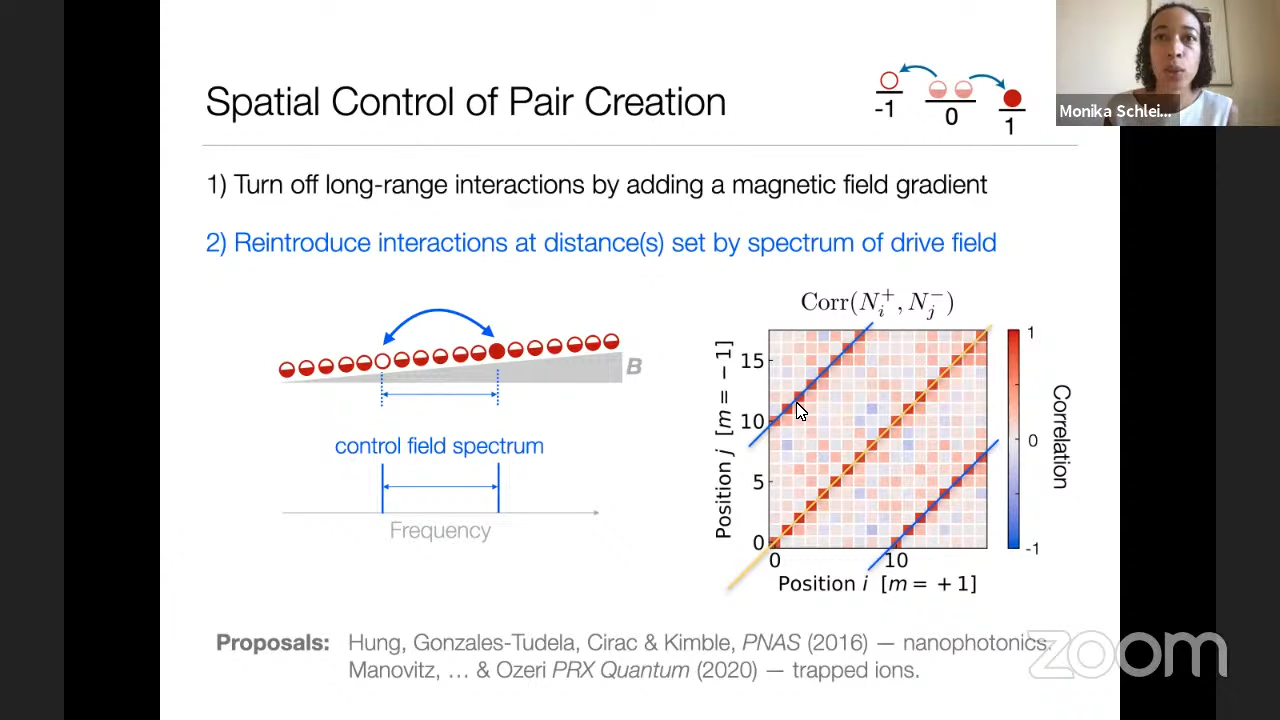 Spatial Control of Pair Creation
-1
0
1
Monika Schlei...
1) Turn off long-range interactions by adding a magnetic field gradient
2) Reintroduce interactions at distance(s) set by spectrum of drive field
B
control field spectrum
Frequency
Corr(N_i^+, N_j^-)
15
10
5
0
0
10
Position j [m = −1]
Position i [m = +1]
1
0
-1
Correlation
Proposals: Hung, Gonzales-Tudela, Cirac & Kimble, PNAS (2016) — nanophotonics.
Manovitz, … & Ozeri PRX Quantum (2020) — trapped ions.
zoom